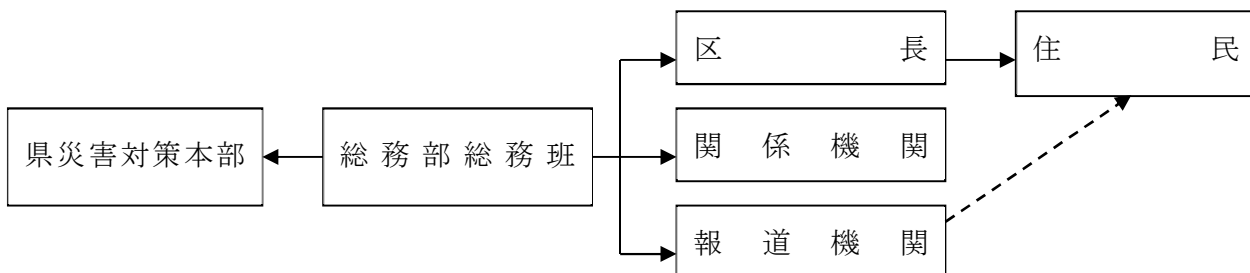 区長
住民
県災害対策本部
総務部総務班
関係機関
報道機関